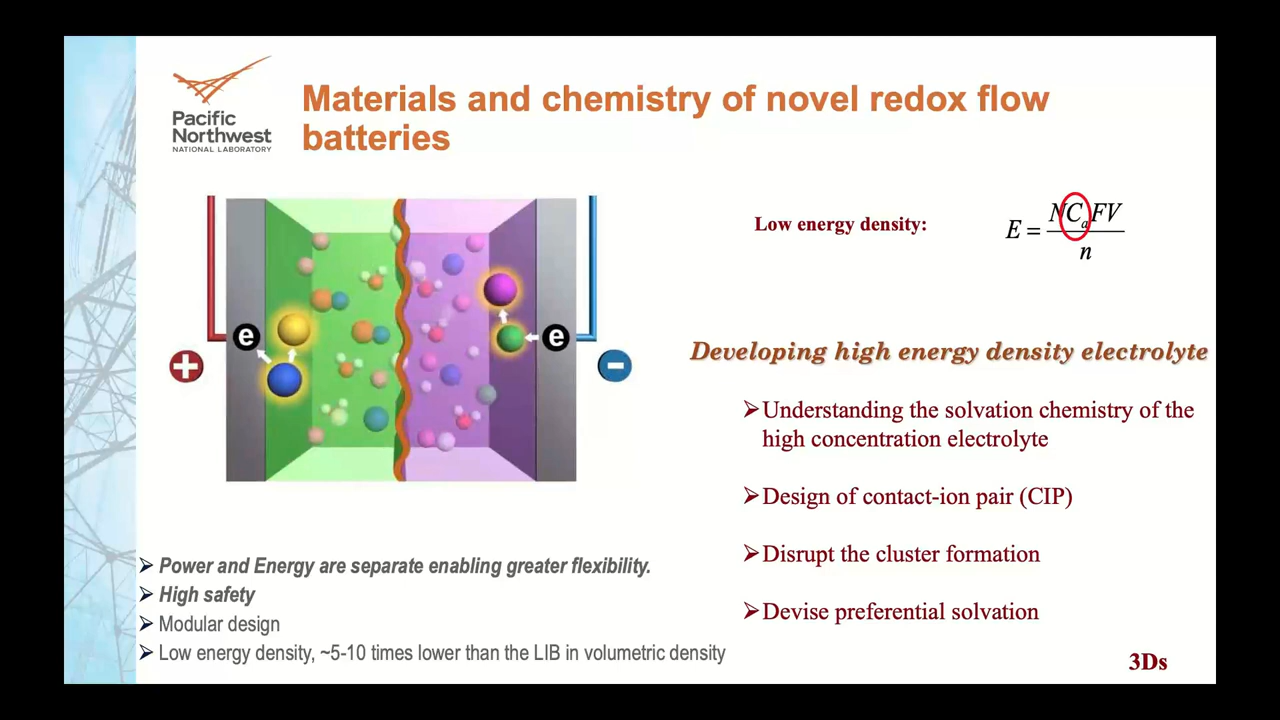 Pacific
Northwest
NATIONAL LABORATORY
Materials and chemistry of novel redox flow
batteries
e
e
+
-
Low energy density:
E = NCaFV / n
Developing high energy density electrolyte
➢Understanding the solvation chemistry of the
high concentration electrolyte
➢Design of contact-ion pair (CIP)
➢Disrupt the cluster formation
➢Devise preferential solvation
➢ Power and Energy are separate enabling greater flexibility.
➢ High safety
➢ Modular design
➢ Low energy density, ~5-10 times lower than the LIB in volumetric density
3Ds